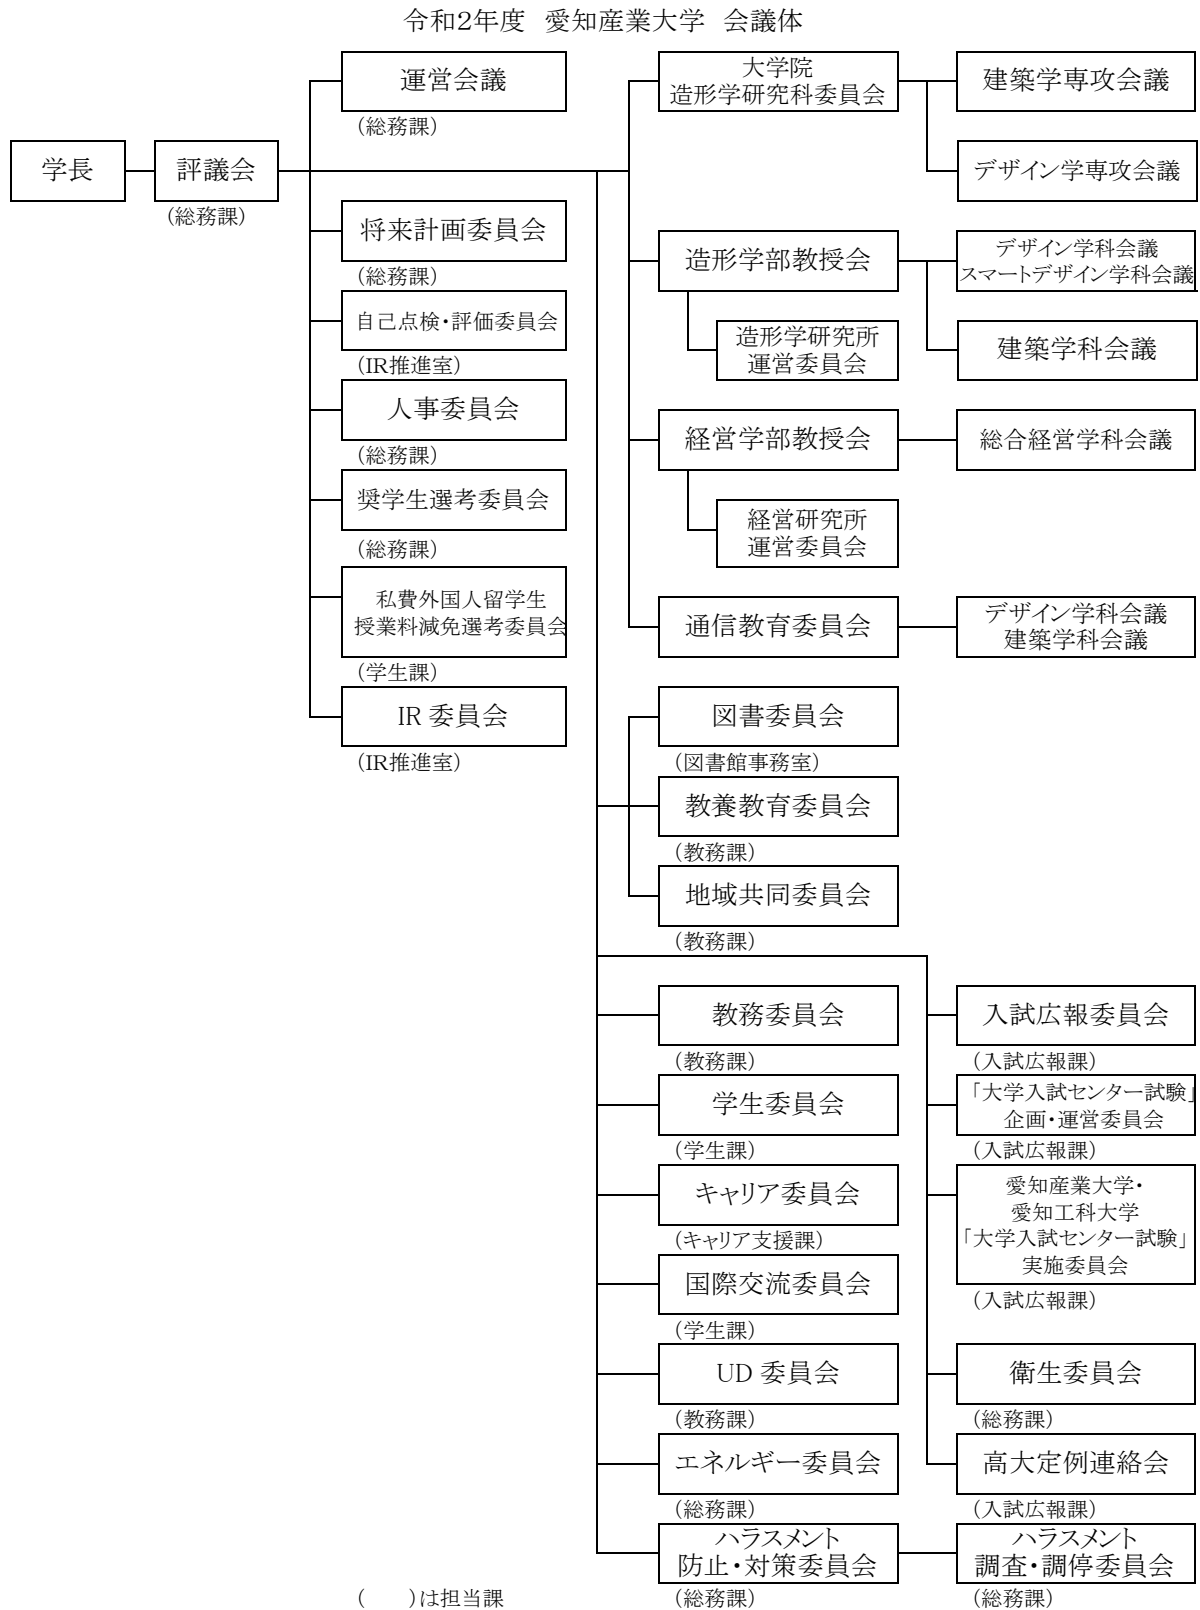 令和2年度 愛知産業大学 会議体
学長
評議会
(総務課)
運営会議
(総務課)
将来計画委員会
(総務課)
自己点検・評価委員会
(IR推進室)
人事委員会
(総務課)
奨学生選考委員会
(総務課)
私費外国人留学生
授業料減免選考委員会
(学生課)
IR 委員会
(IR推進室)
大学院
造形学研究科委員会
建築学専攻会議
デザイン学専攻会議
造形学部教授会
デザイン学科会議
スマートデザイン学科会議
造形学研究所
運営委員会
建築学科会議
経営学部教授会
総合経営学科会議
経営研究所
運営委員会
通信教育委員会
デザイン学科会議
建築学科会議
図書委員会
(図書館事務室)
教養教育委員会
(教務課)
地域共同委員会
(教務課)
教務委員会
(教務課)
学生委員会
(学生課)
キャリア委員会
(キャリア支援課)
国際交流委員会
(学生課)
UD 委員会
(教務課)
エネルギー委員会
(総務課)
ハラスメント
防止・対策委員会
(総務課)
入試広報委員会
(入試広報課)
「大学入試センター試験」
企画・運営委員会
(入試広報課)
愛知産業大学・
愛知工科大学
「大学入試センター試験」
実施委員会
(入試広報課)
衛生委員会
(総務課)
高大定例連絡会
(入試広報課)
ハラスメント
調査・調停委員会
(総務課)
(  )は担当課